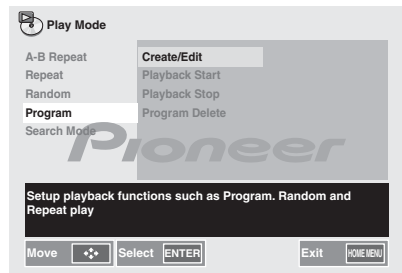 Play Mode
A-B Repeat
Repeat
Random
Program
Search Mode
Create/Edit
Playback Start
Playback Stop
Program Delete
Pioneer
Setup playback functions such as Program. Random and
Repeat play
Move Select ENTER Exit HOME MENU